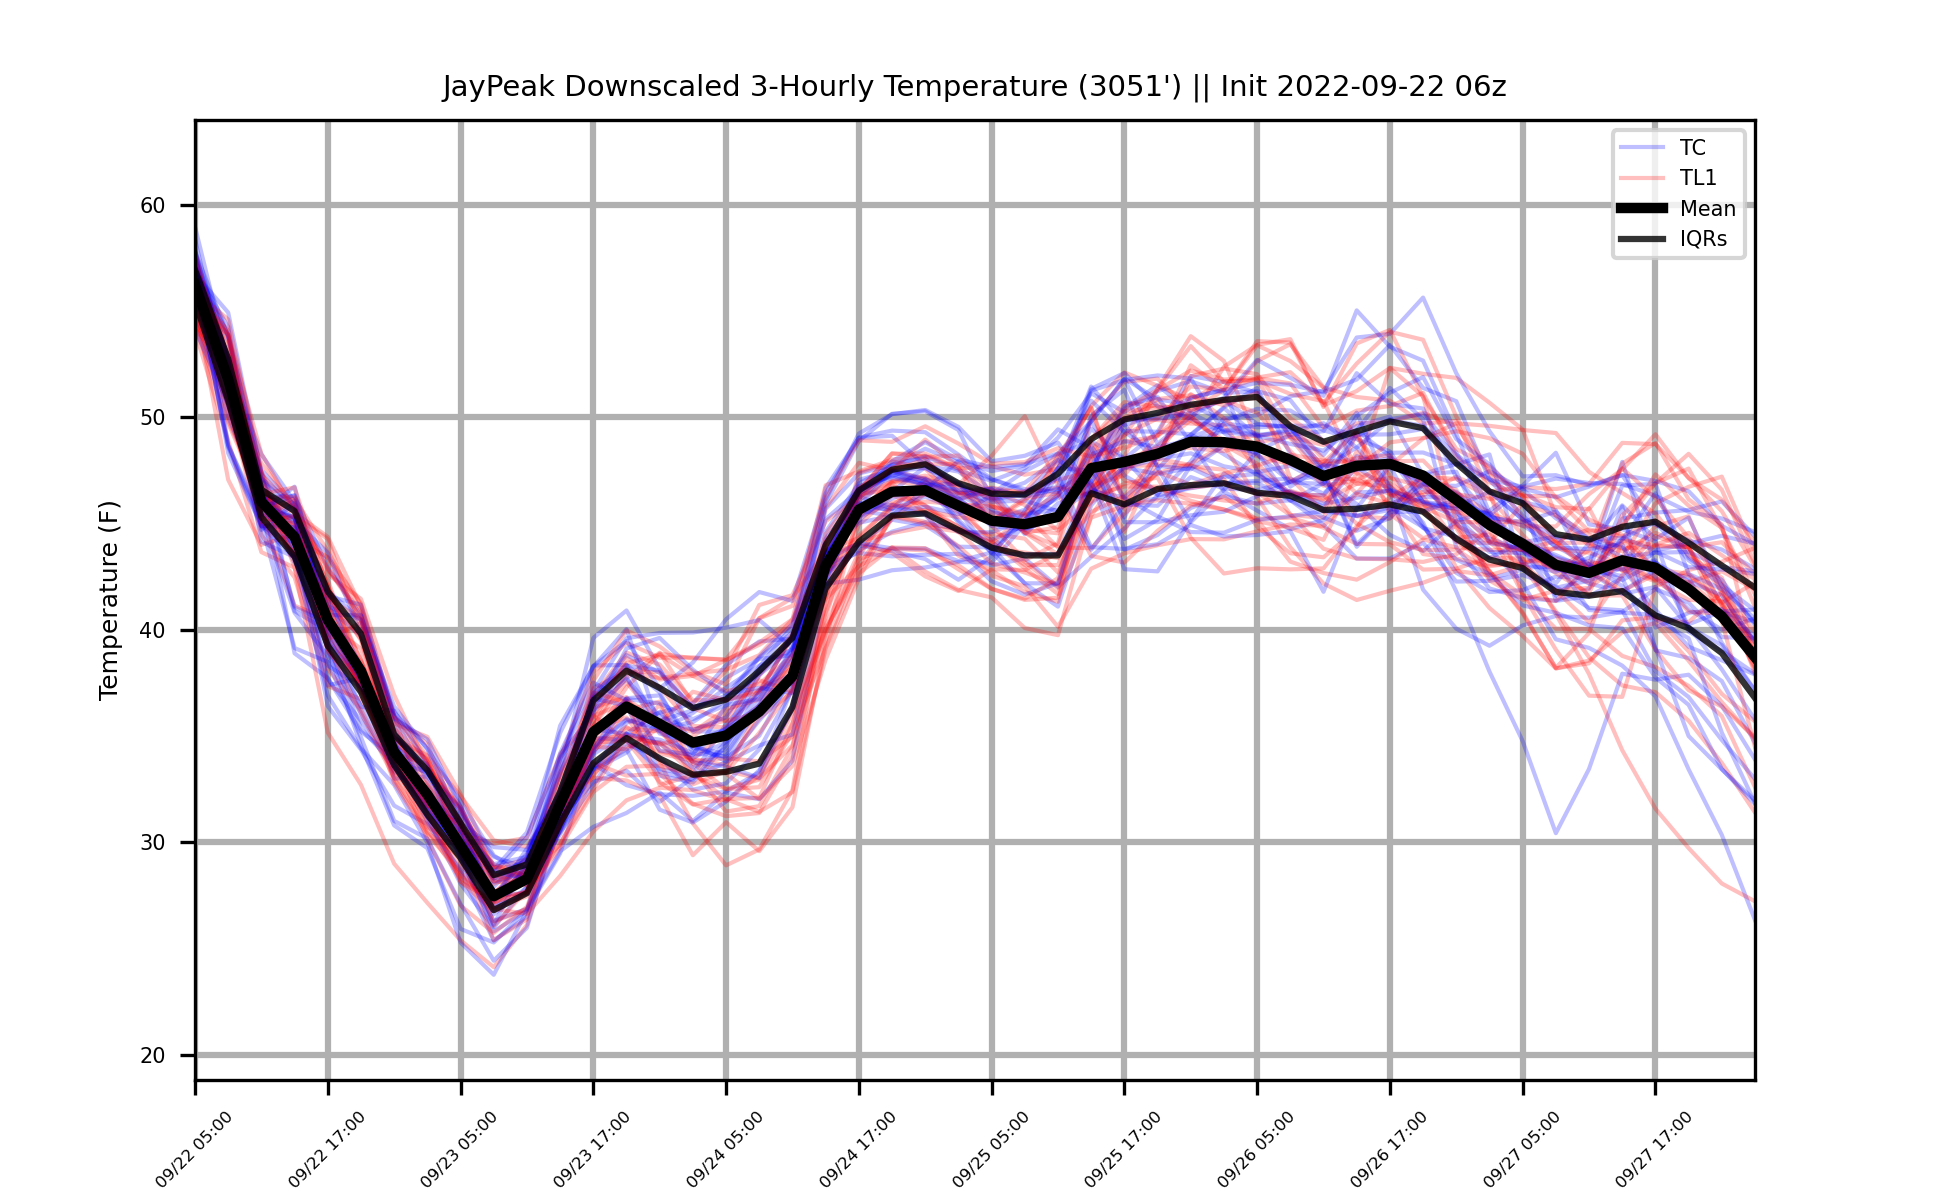 JayPeak Downscaled 3-Hourly Temperature (3051') || Init 2022-09-22 06z
TC
TL1
Mean
IQRs
Temperature (F)
60
50
40
30
20
09/22 05:00
09/22 17:00
09/23 05:00
09/23 17:00
09/24 05:00
09/24 17:00
09/25 05:00
09/25 17:00
09/26 05:00
09/26 17:00
09/27 05:00
09/27 17:00